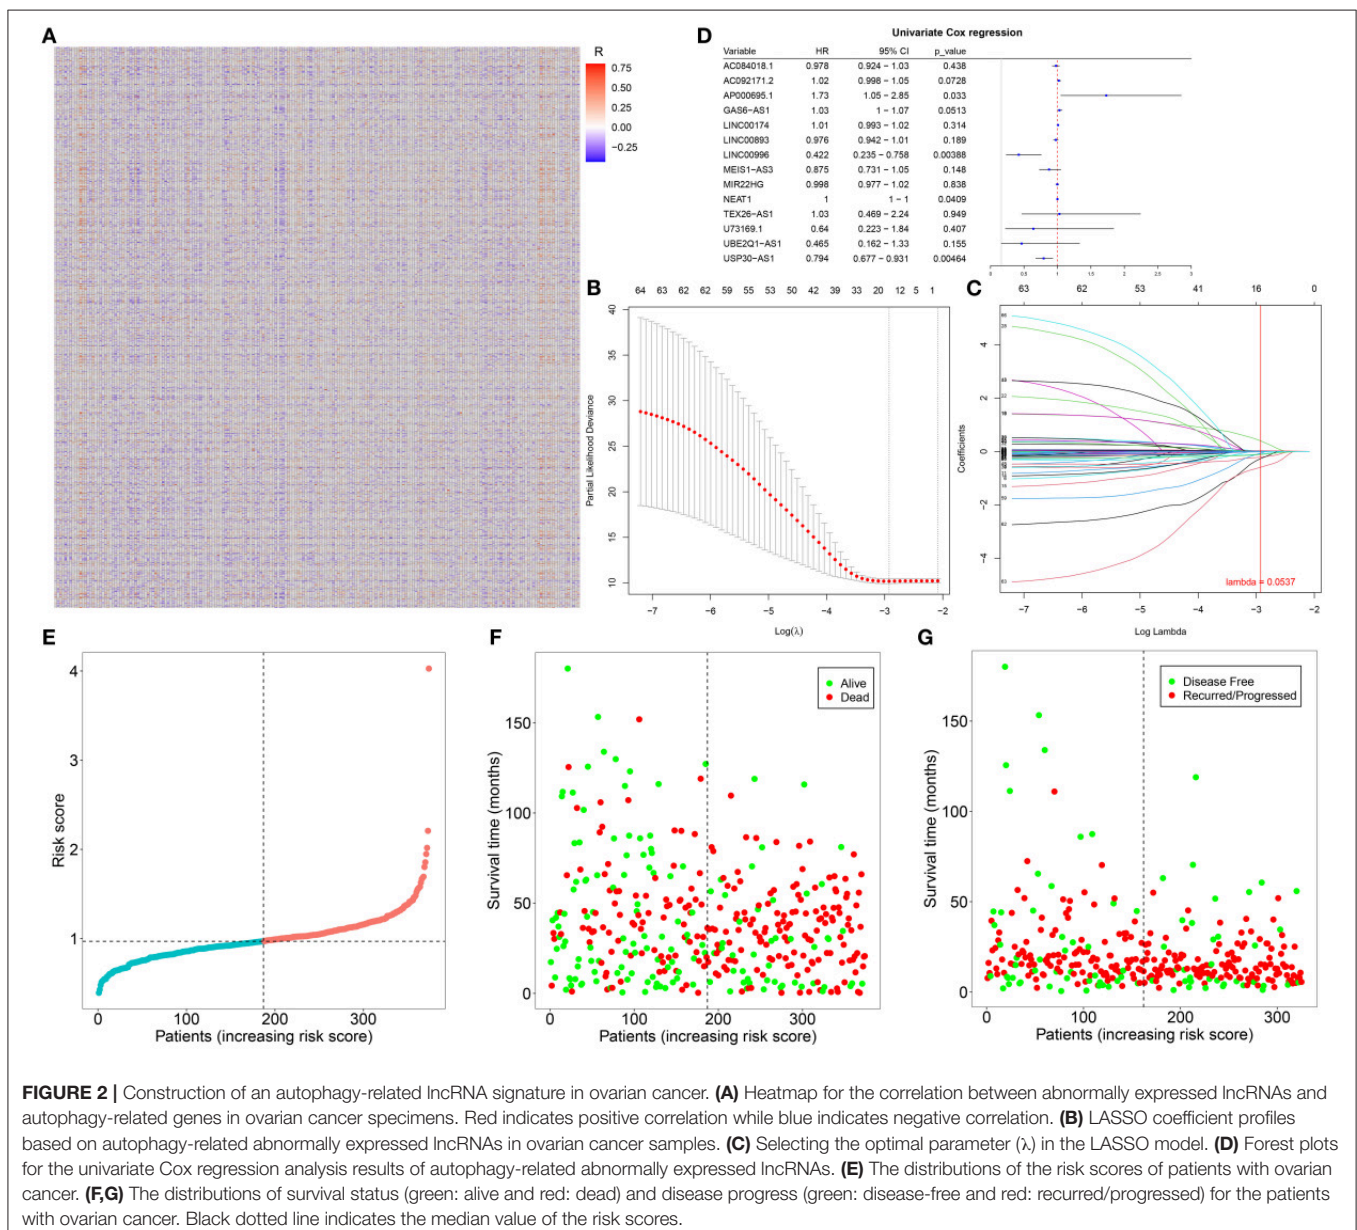 A
R
0.75
0.50
0.25
0.00
−0.25
D
Univariate Cox regression
Variable HR 95% CI p_value
AC084018.1 0.978 0.924 − 1.03 0.438
AC092171.2 1.02 0.998 − 1.05 0.0728
AP000695.1 1.73 1.05 − 2.85 0.033
GAS6−AS1 1.03 1 − 1.07 0.0513
LINC00174 1.01 0.993 − 1.02 0.314
LINC00893 0.976 0.942 − 1.01 0.189
LINC00996 0.422 0.235 − 0.758 0.00388
MEIS1−AS3 0.875 0.731 − 1.05 0.148
MIR22HG 0.998 0.977 − 1.02 0.838
NEAT1 1 1 − 1 0.0409
TEX26−AS1 1.03 0.469 − 2.24 0.949
U73169.1 0.64 0.223 − 1.84 0.407
UBE2Q1−AS1 0.465 0.162 − 1.33 0.155
USP30−AS1 0.794 0.677 − 0.931 0.00464
0 0.5 1 1.5 2 2.5 3
B
64 63 62 62 59 55 53 50 42 39 33 20 12 5 1
40
35
30
25
20
15
10
Partial Likelihood Deviance
−7 −6 −5 −4 −3 −2
Log(λ)
C
63 62 53 41 16 0
4
2
0
−2
−4
Coefficients
lambda = 0.0537
−7 −6 −5 −4 −3 −2
Log Lambda
E
4
3
2
1
Risk score
0 100 200 300
Patients (increasing risk score)
F
Alive
Dead
150
100
50
0
Survival time (months)
0 100 200 300
Patients (increasing risk score)
G
Disease Free
Recurred/Progressed
150
100
50
0
Survival time (months)
0 100 200 300
Patients (increasing risk score)
FIGURE 2 | Construction of an autophagy-related lncRNA signature in ovarian cancer. (A) Heatmap for the correlation between abnormally expressed lncRNAs and
autophagy-related genes in ovarian cancer specimens. Red indicates positive correlation while blue indicates negative correlation. (B) LASSO coefficient profiles
based on autophagy-related abnormally expressed lncRNAs in ovarian cancer samples. (C) Selecting the optimal parameter (λ) in the LASSO model. (D) Forest plots
for the univariate Cox regression analysis results of autophagy-related abnormally expressed lncRNAs. (E) The distributions of the risk scores of patients with ovarian
cancer. (F,G) The distributions of survival status (green: alive and red: dead) and disease progress (green: disease-free and red: recurred/progressed) for the patients
with ovarian cancer. Black dotted line indicates the median value of the risk scores.